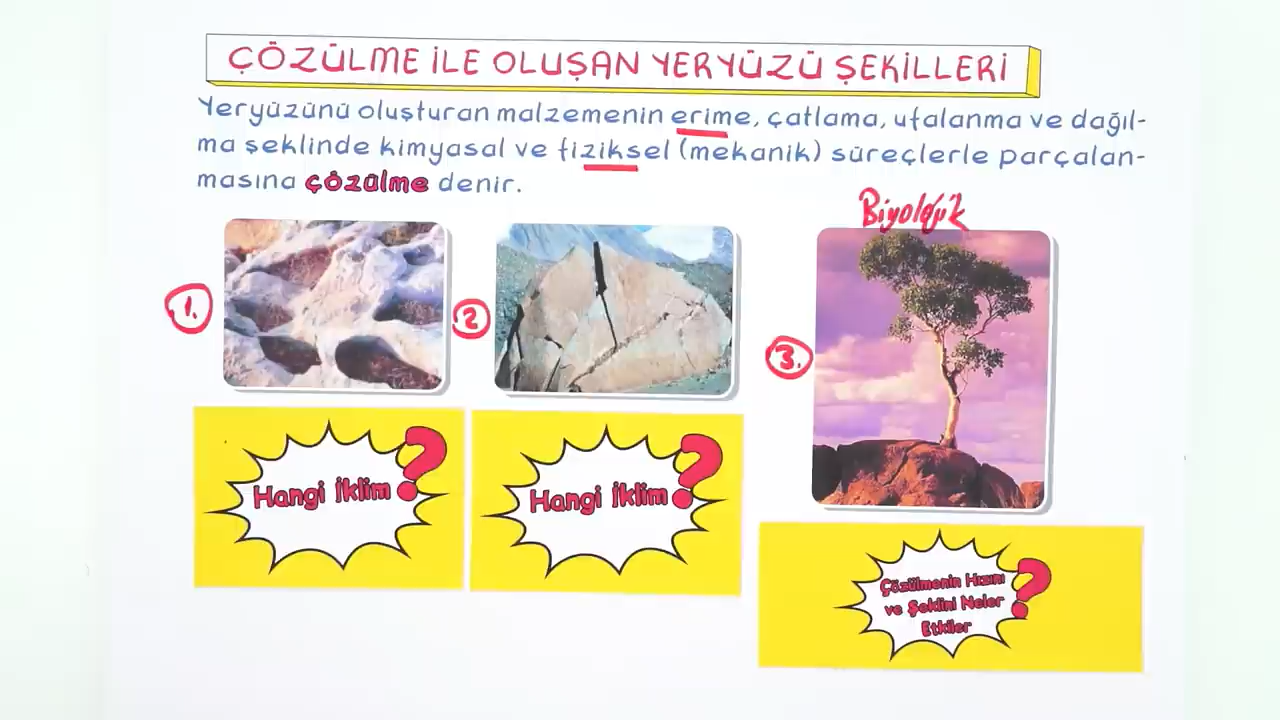 ÇÖZÜLME İLE OLUŞAN YERYÜZÜ ŞEKİLLERİ
Yeryüzünü oluşturan malzemenin erime, çatlama, ufalanma ve dağıl-
ma şeklinde kimyasal ve fiziksel (mekanik) süreçlerle parçalan-
masına çözülme denir.
Biyolojik
1.
2
3.
Hangi İklim ?
Hangi İklim ?
Çözülmenin Hızını
ve Şeklini Neler
Etkiler ?